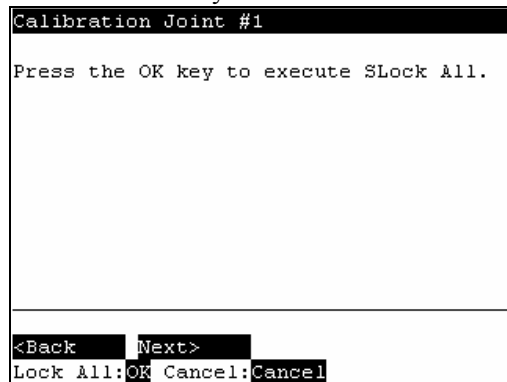 Calibration Joint #1
Press the OK key to execute SLock All.
<Back Next>
Lock All:OK Cancel:Cancel